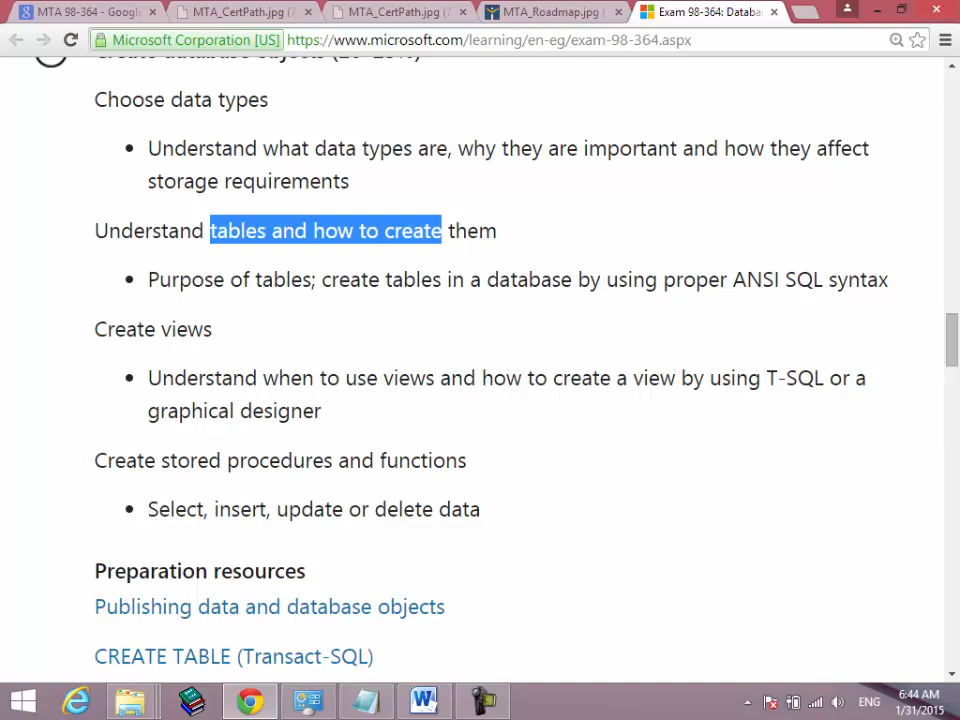 MTA 98-364 - Googl
MTA_CertPath.jpg (7
MTA_CertPath.jpg (7
MTA_Roadmap.jpg (
Exam 98-364: Databa
Microsoft Corporation [US]
https://www.microsoft.com/learning/en-eg/exam-98-364.aspx
Choose data types
• Understand what data types are, why they are important and how they affect
storage requirements
Understand tables and how to create them
• Purpose of tables; create tables in a database by using proper ANSI SQL syntax
Create views
• Understand when to use views and how to create a view by using T-SQL or a
graphical designer
Create stored procedures and functions
• Select, insert, update or delete data
Preparation resources
Publishing data and database objects
CREATE TABLE (Transact-SQL)
ENG
6:44 AM
1/31/2015